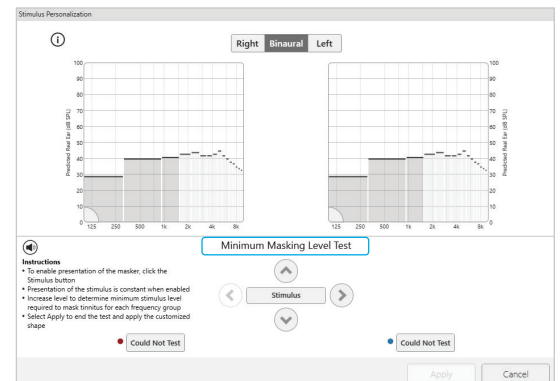 Stimulus Personalization
i
Right Binaural Left
100
90
80
70
60
50
40
30
20
10
0
Predicted Real Ear (dB SPL)
125 250 500 1k 2k 4k 8k
100
90
80
70
60
50
40
30
20
10
0
Predicted Real Ear (dB SPL)
125 250 500 1k 2k 4k 8k
Minimum Masking Level Test
Instructions
• To enable presentation of the masker, click the
Stimulus button
• Presentation of the stimulus is constant when enabled
• Increase level to determine minimum stimulus level
required to mask tinnitus for each frequency group
• Select Apply to end the test and apply the customized
shape
Stimulus
Could Not Test
Could Not Test
Apply Cancel